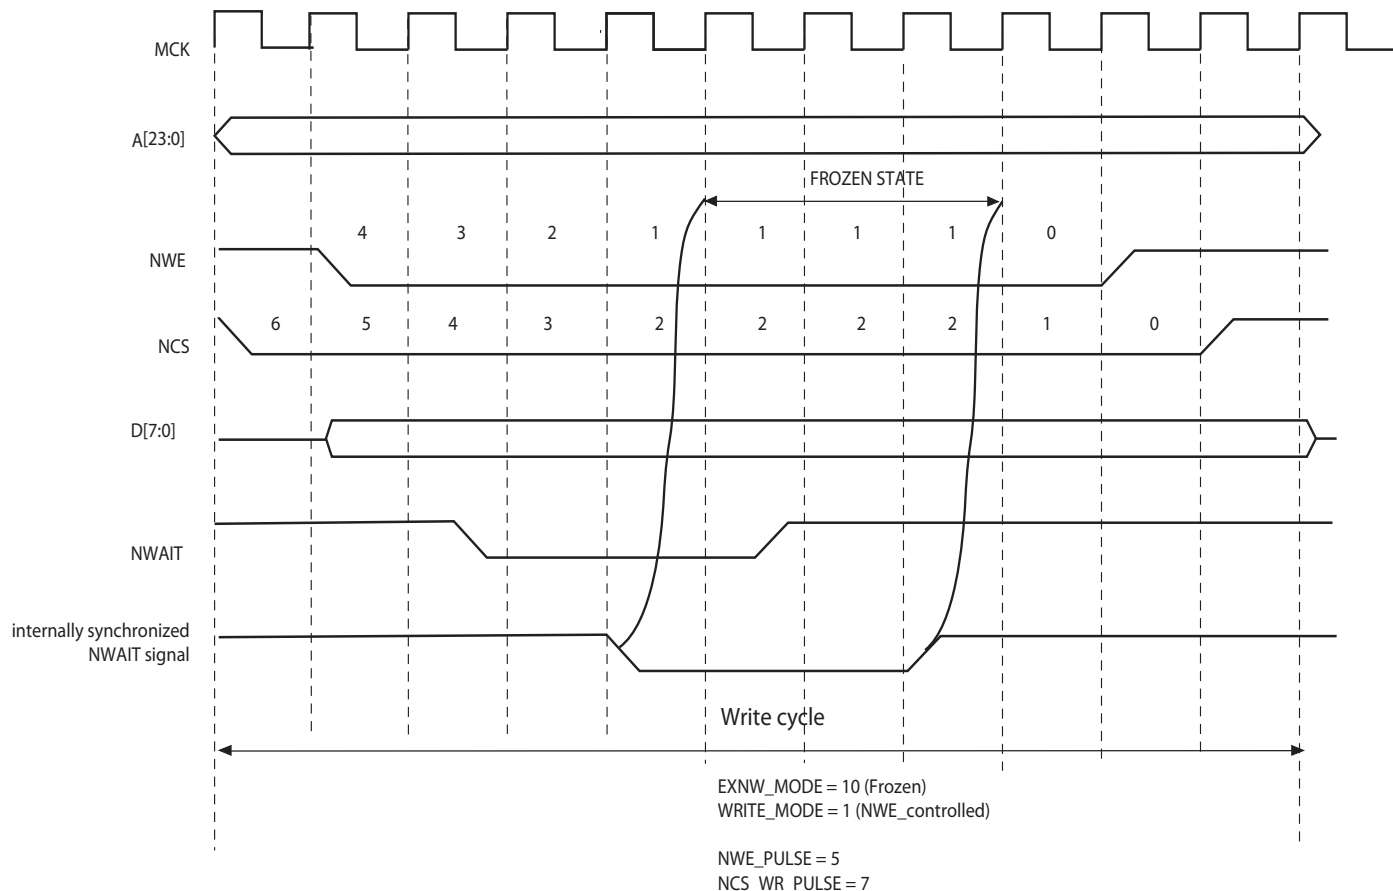 MCK
A[23:0]
FROZEN STATE
4 3 2 1 1 1 1 0
NWE
6 5 4 3 2 2 2 2 1 0
NCS
D[7:0]
NWAIT
internally synchronized
NWAIT signal
Write cycle
EXNW_MODE = 10 (Frozen)
WRITE_MODE = 1 (NWE_controlled)
NWE_PULSE = 5
NCS_WR_PULSE = 7